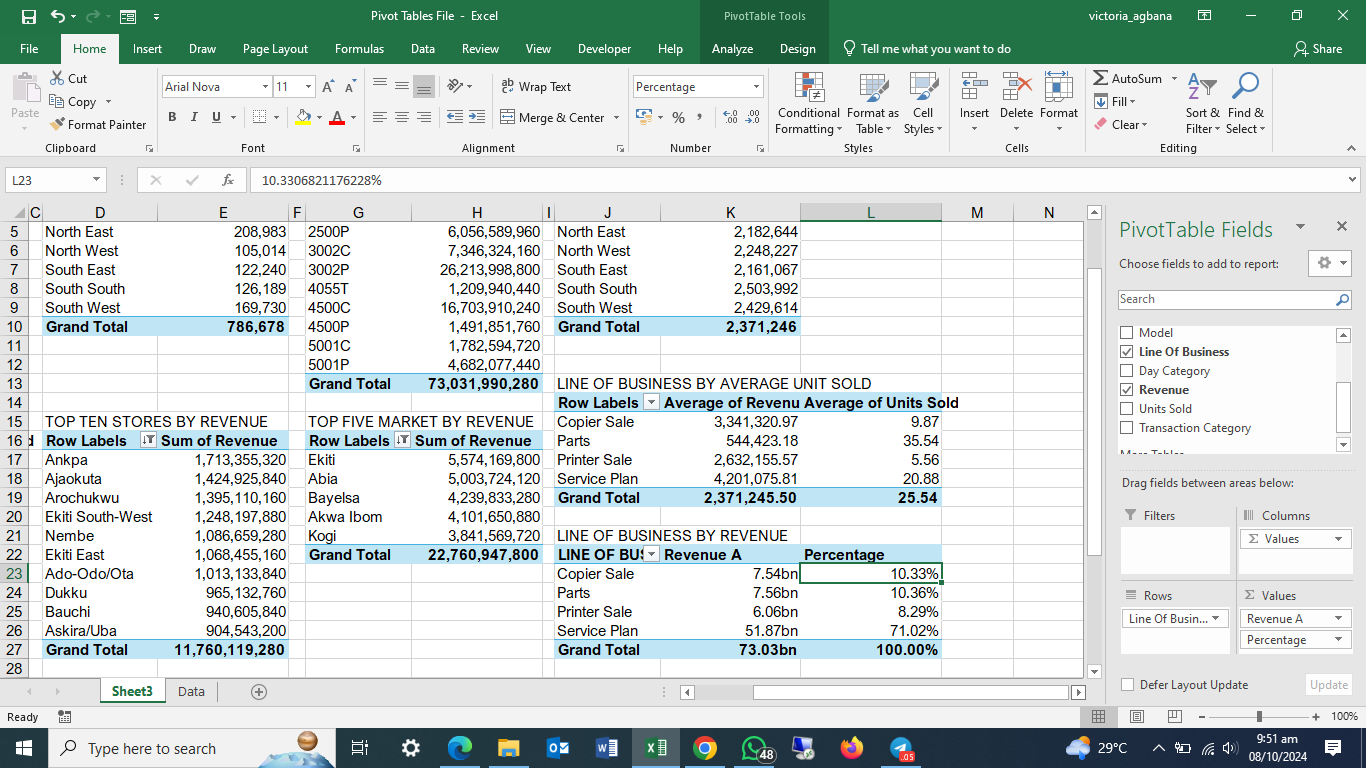 Pivot Tables File - Excel
PivotTable Tools
victoria_agbana
File Home Insert Draw Page Layout Formulas Data Review View Developer Help Analyze Design Tell me what you want to do Share
Paste
Cut
Copy
Format Painter
Clipboard
Arial Nova 11
B I U
Font
Wrap Text
Merge & Center
Alignment
Percentage
%
Number
Conditional Formatting
Format as Table
Cell Styles
Styles
Insert Delete Format
Cells
AutoSum
Fill
Clear
Sort & Filter
Find & Select
Editing
L23 fx 10.3306821176228%
C D E F G H I J K L M N
5 North East 208,983 2500P 6,056,589,960 North East 2,182,644
6 North West 105,014 3002C 7,346,324,160 North West 2,248,227
7 South East 122,240 3002P 26,213,998,800 South East 2,161,067
8 South South 126,189 4055T 1,209,940,440 South South 2,503,992
9 South West 169,730 4500C 16,703,910,240 South West 2,429,614
10 Grand Total 786,678 4500P 1,491,851,760 Grand Total 2,371,246
11 5001C 1,782,594,720
12 5001P 4,682,077,440
13 Grand Total 73,031,990,280 LINE OF BUSINESS BY AVERAGE UNIT SOLD
14 Row Labels Average of Revenu Average of Units Sold
15 TOP TEN STORES BY REVENUE TOP FIVE MARKET BY REVENUE Copier Sale 3,341,320.97 9.87
16 d Row Labels Sum of Revenue Row Labels Sum of Revenue Parts 544,423.18 35.54
17 Ankpa 1,713,355,320 Ekiti 5,574,169,800 Printer Sale 2,632,155.57 5.56
18 Ajaokuta 1,424,925,840 Abia 5,003,724,120 Service Plan 4,201,075.81 20.88
19 Arochukwu 1,395,110,160 Bayelsa 4,239,833,280 Grand Total 2,371,245.50 25.54
20 Ekiti South-West 1,248,197,880 Akwa Ibom 4,101,650,880
21 Nembe 1,086,659,280 Kogi 3,841,569,720 LINE OF BUSINESS BY REVENUE
22 Ekiti East 1,068,455,160 Grand Total 22,760,947,800 LINE OF BUS Revenue A Percentage
23 Ado-Odo/Ota 1,013,133,840 Copier Sale 7.54bn 10.33%
24 Dukku 965,132,760 Parts 7.56bn 10.36%
25 Bauchi 940,605,840 Printer Sale 6.06bn 8.29%
26 Askira/Uba 904,543,200 Service Plan 51.87bn 71.02%
27 Grand Total 11,760,119,280 Grand Total 73.03bn 100.00%
28
PivotTable Fields
Choose fields to add to report:
Search
Model
Line Of Business
Day Category
Revenue
Units Sold
Transaction Category
More Tables
Drag fields between areas below:
Filters
Columns
Σ Values
Rows
Line Of Busin...
Σ Values
Revenue A
Percentage
Defer Layout Update Update
Sheet3 Data
Ready 100%
Type here to search
48
.05
29°C
9:51 am
08/10/2024